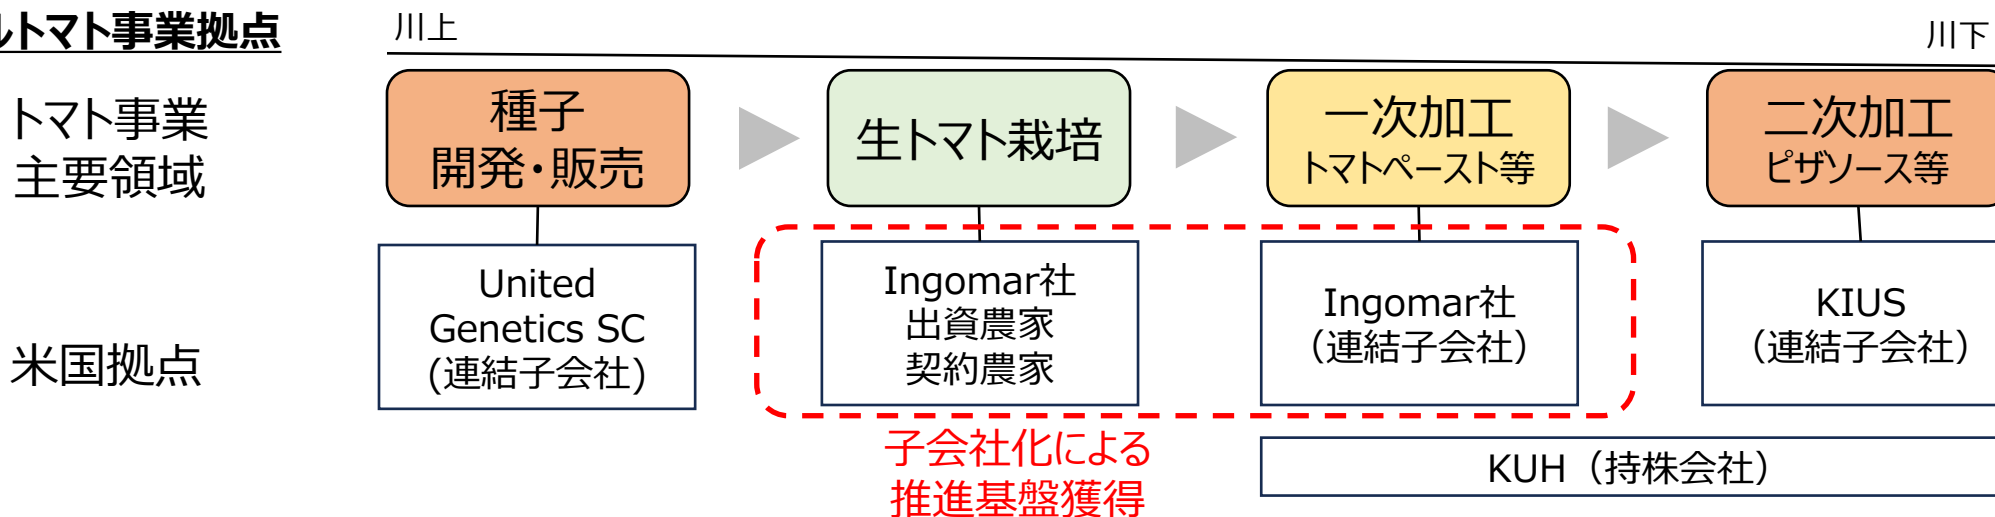 ルトマト事業拠点
川上
川下
トマト事業
主要領域
種子
開発・販売
生トマト栽培
一次加工
トマトペースト等
二次加工
ピザソース等
米国拠点
United
Genetics SC
(連結子会社)
Ingomar社
出資農家
契約農家
Ingomar社
（連結子会社）
KIUS
（連結子会社）
子会社化による
推進基盤獲得
KUH（持株会社）